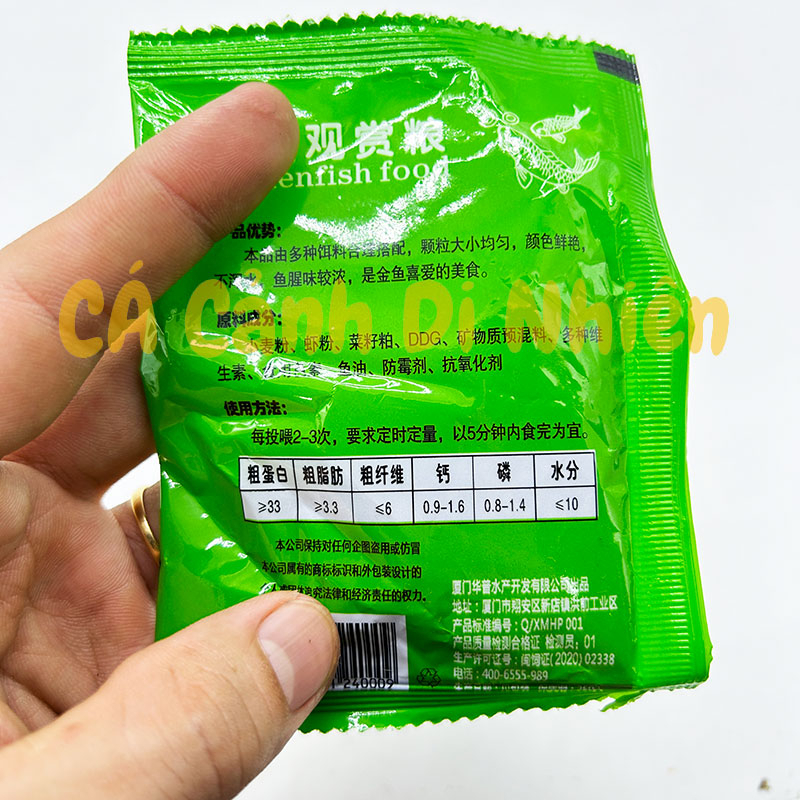 观赏粮
enfish food
品优势：
本品由多种饵料合理搭配，颗粒大小均匀，颜色鲜艳，
鱼腥味较浓，是金鱼喜爱的美食。
CÁ Cảnh Di Nhiên
原料成分：
小麦粉、虾粉、菜籽粕、DDG、矿物质预混料、多种维
生素、鱼油、防霉剂、抗氧化剂
使用方法：
每投喂2-3次，要求定时定量，以5分钟内食完为宜。
粗蛋白 粗脂肪 粗纤维 钙 磷 水分
≥33 ≥3.3 ≤6 0.9-1.6 0.8-1.4 ≤10
本公司保持对任何企图盗用或仿冒
本公司属有的商标标识和外包装设计的
追究法律和经济责任的权力。
厦门华普水产开发有限公司出品
地址：厦门市翔安区新店镇洪前工业区
产品标准编号：Q/XMHP 001
产品质量检测合格证 检测员：01
生产许可证号：闽饲证(2020) 02338
电话：400-6555-989
240009